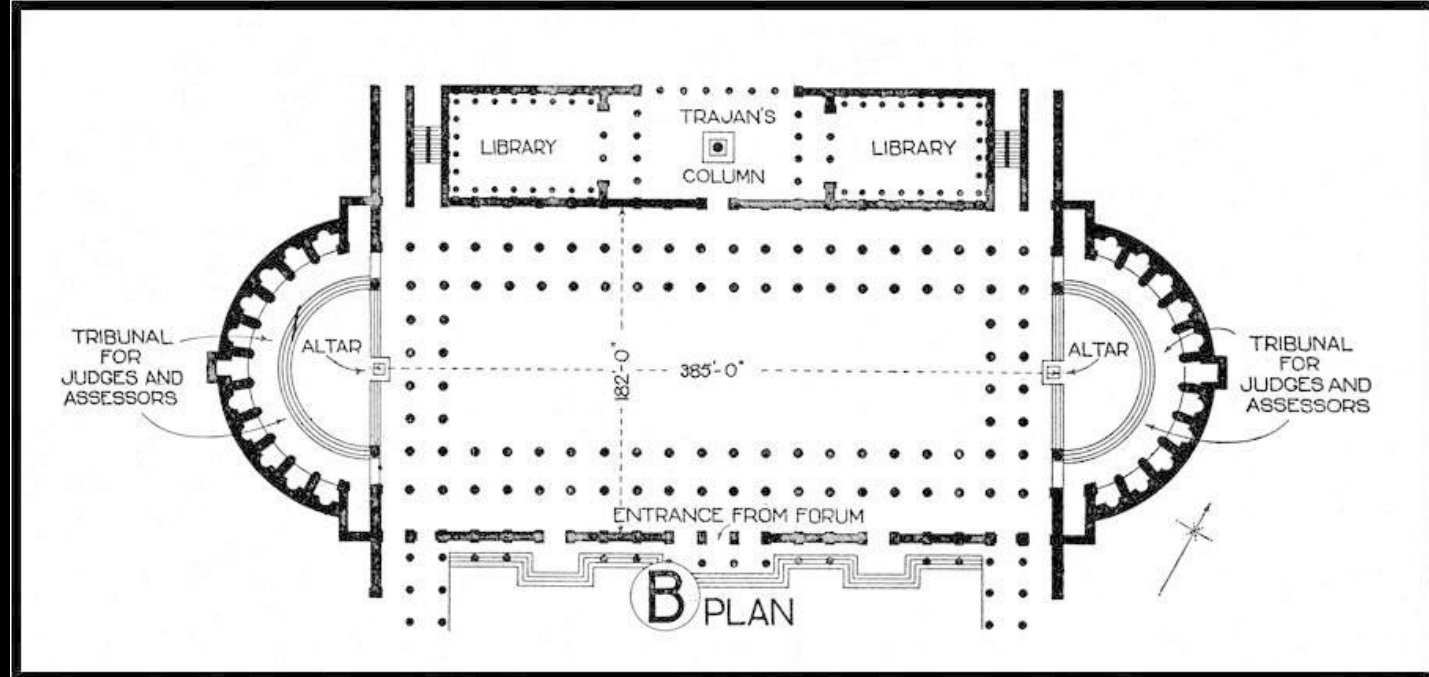 LIBRARY
TRAJAN'S
COLUMN
LIBRARY
TRIBUNAL
FOR
JUDGES AND
ASSESSORS
ALTAR
182'-0"
385'-0"
ALTAR
TRIBUNAL
FOR
JUDGES AND
ASSESSORS
ENTRANCE FROM FORUM
B PLAN